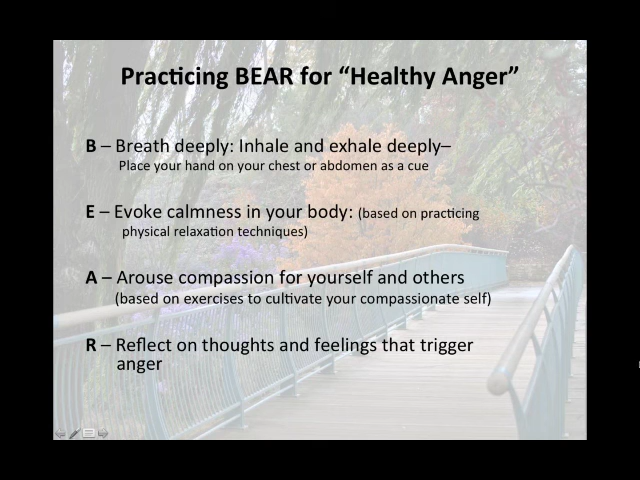 Practicing BEAR for “Healthy Anger”
B – Breath deeply: Inhale and exhale deeply–
Place your hand on your chest or abdomen as a cue
E – Evoke calmness in your body: (based on practicing
physical relaxation techniques)
A – Arouse compassion for yourself and others
(based on exercises to cultivate your compassionate self)
R – Reflect on thoughts and feelings that trigger
anger